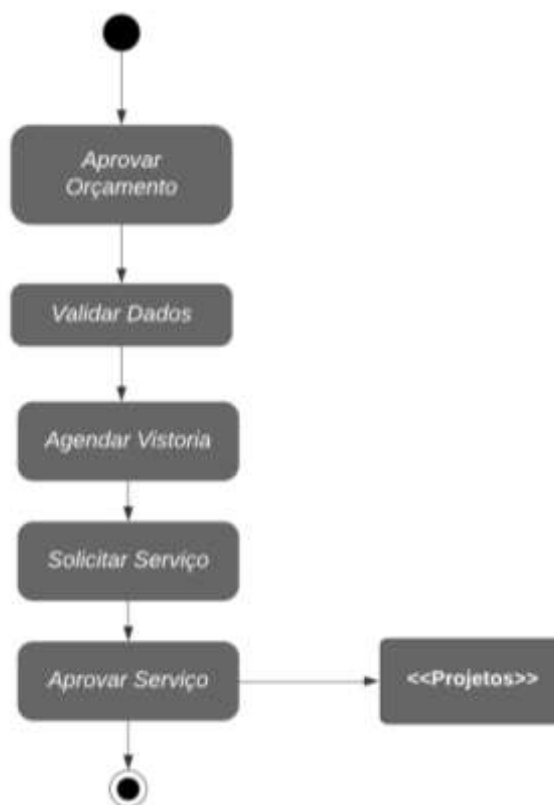 Aprovar
Orçamento
Validar Dados
Agendar Vistoria
Solicitar Serviço
Aprovar Serviço
<<Projetos>>